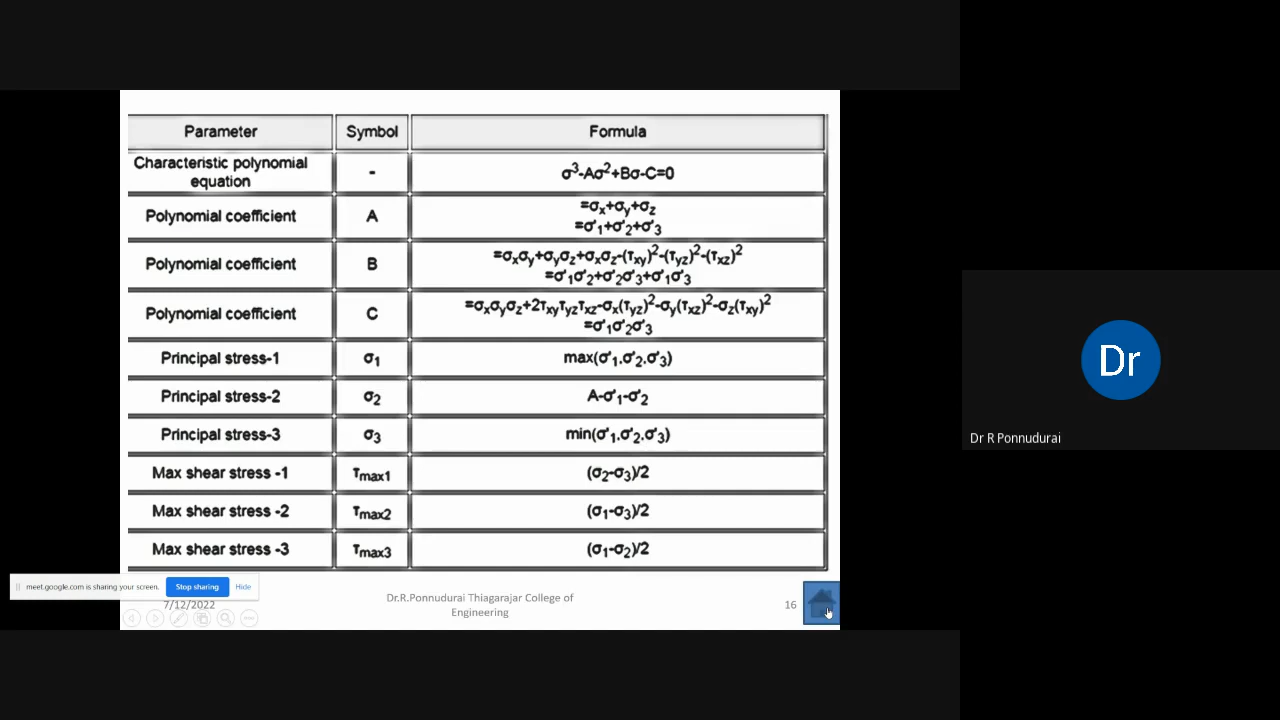 Parameter Symbol Formula
Characteristic polynomial
equation
- σ³-Aσ²+Bσ-C=0
Polynomial coefficient A
=σx+σy+σz
=σ'1+σ'2+σ'3
Polynomial coefficient B
=σxσy+σyσz+σxσz-(τxy)²-(τyz)²-(τxz)²
=σ'1σ'2+σ'2σ'3+σ'1σ'3
Polynomial coefficient C
=σxσyσz+2τxyτyzτxz-σx(τyz)²-σy(τxz)²-σz(τxy)²
=σ'1σ'2σ'3
Principal stress-1 σ1 max(σ'1.σ'2.σ'3)
Principal stress-2 σ2 A-σ'1-σ'2
Principal stress-3 σ3 min(σ'1.σ'2.σ'3)
Max shear stress -1 τmax1 (σ2-σ3)/2
Max shear stress -2 τmax2 (σ1-σ3)/2
Max shear stress -3 τmax3 (σ1-σ2)/2
meet.google.com is sharing your screen. Stop sharing Hide
7/12/2022
Dr.R.Ponnudurai Thiagarajar College of
Engineering
16
Dr
Dr R Ponnudurai